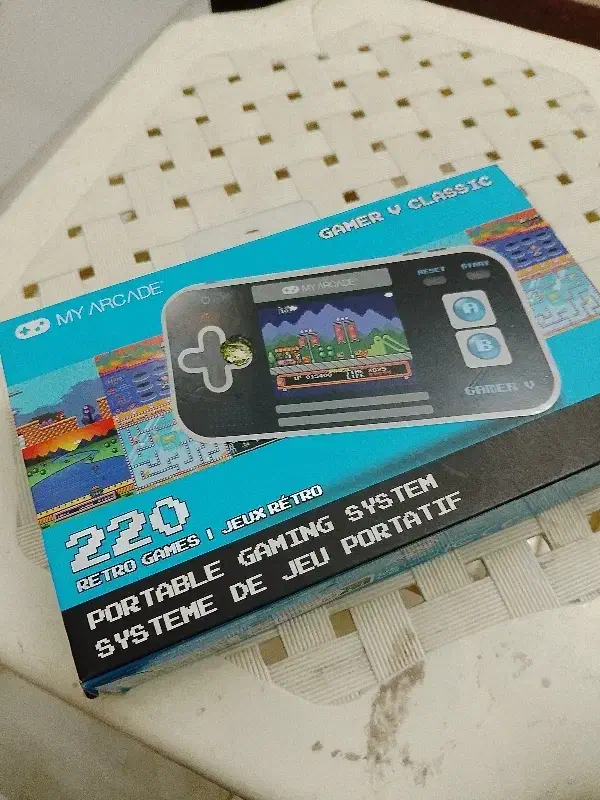 GAMER V CLASSIC
MY ARCADE
MY ARCADE
RESET START
A
B
GAMER V
220
RETRO GAMES | JEUX RÉTRO
PORTABLE GAMING SYSTEM
SYSTEME DE JEU PORTATIF